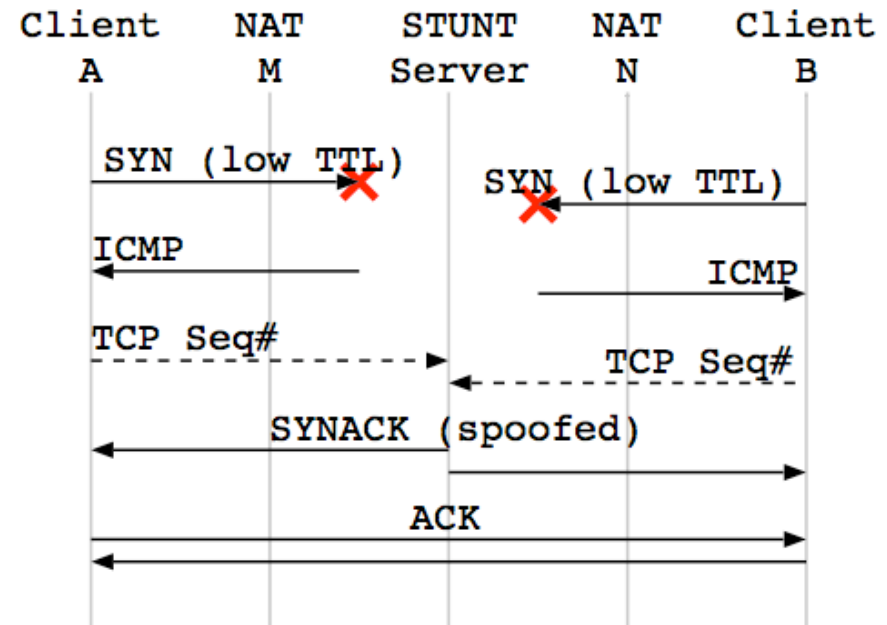 Client NAT STUNT NAT Client
A M Server N B
SYN (low TTL)
SYN (low TTL)
ICMP
ICMP
TCP Seq#
TCP Seq#
SYNACK (spoofed)
ACK